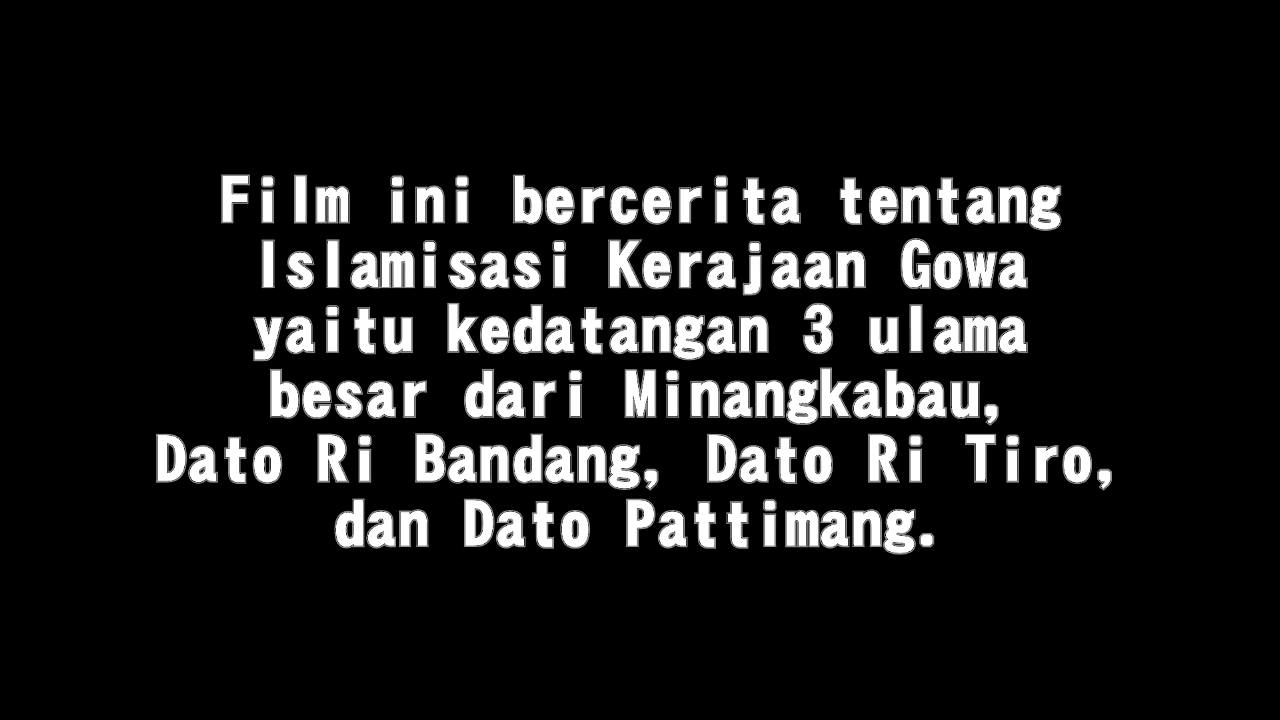 Film ini bercerita tentang
Islamisasi Kerajaan Gowa
yaitu kedatangan 3 ulama
besar dari Minangkabau,
Dato Ri Bandang, Dato Ri Tiro,
dan Dato Pattimang.